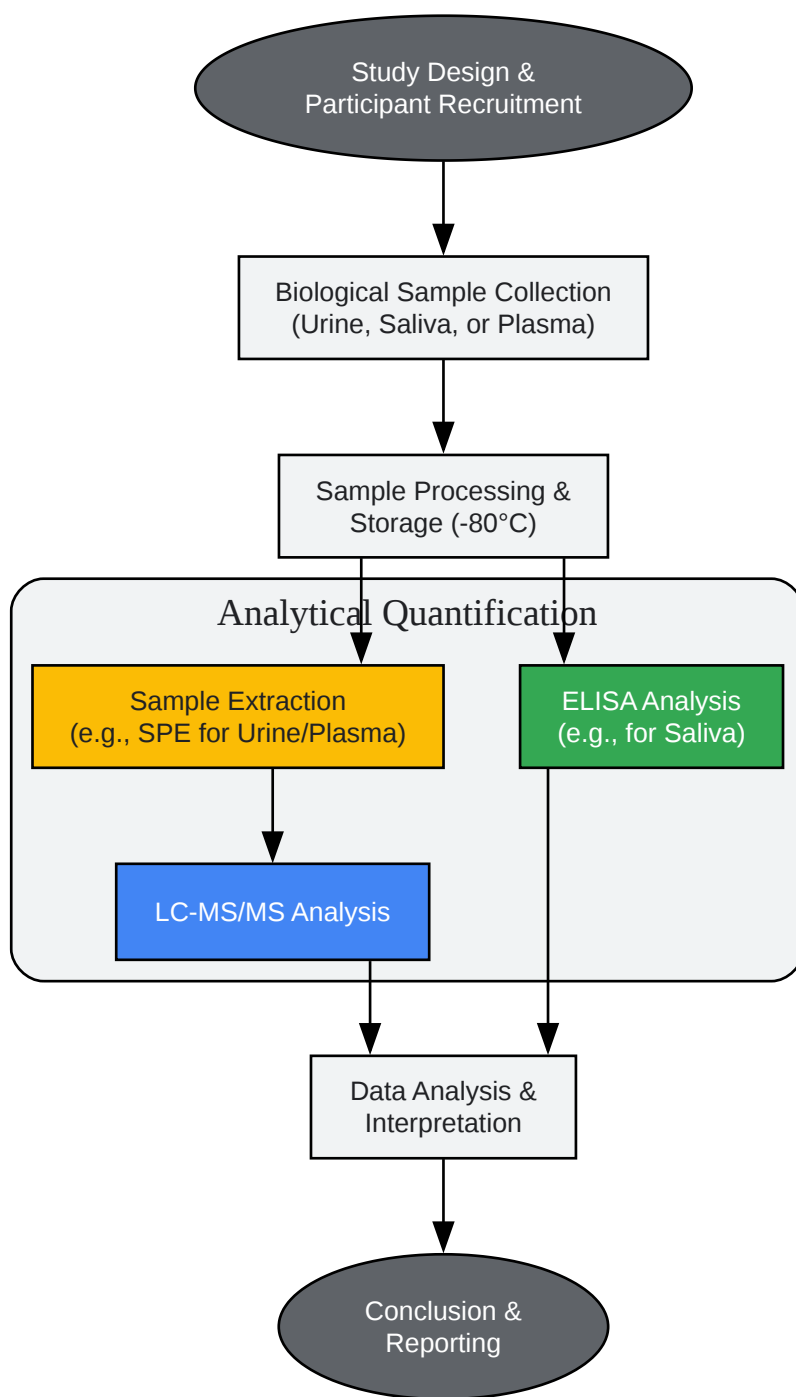 Study Design &
Participant Recruitment
Biological Sample Collection
(Urine, Saliva, or Plasma)
Sample Processing &
Storage (-80°C)
Analytical Quantification
Sample Extraction
(e.g., SPE for Urine/Plasma)
ELISA Analysis
(e.g., for Saliva)
LC-MS/MS Analysis
Data Analysis &
Interpretation
Conclusion &
Reporting